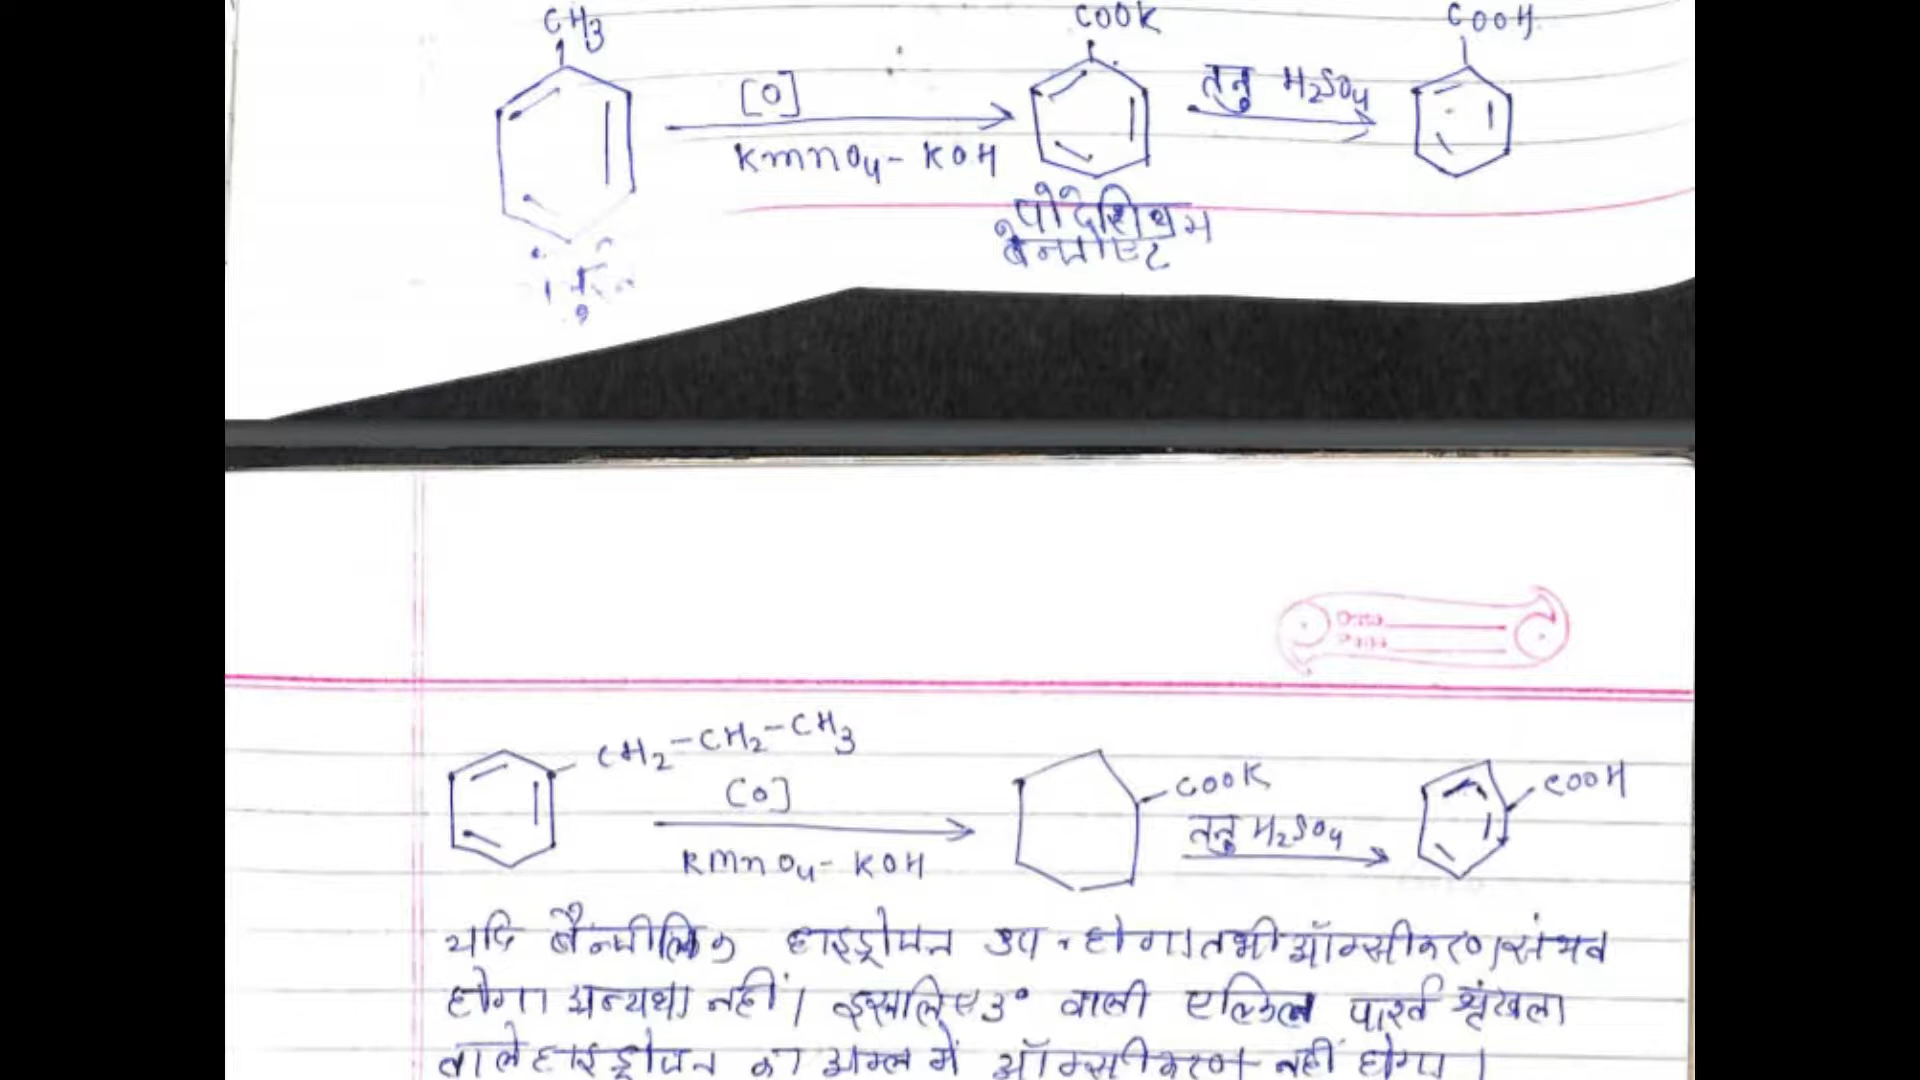 CH3 COOK COOH
[O] तनु H2SO4
KmnO4 - KOH
पोटेशियम
बेन्जोएट
CH2-CH2-CH3
[O] COOK COOH
तनु H2SO4
KMnO4 - KOH
यदि बैन्जीलिक हाइड्रोजन उप. होगा तभी ऑक्सीकरण संभव
होगा अन्यथा नहीं। इसलिए 3° वाली एल्किल पार्श्व श्रृंखला
वाले हाइड्रोजन का अम्ल में ऑक्सीकरण नहीं होगा।